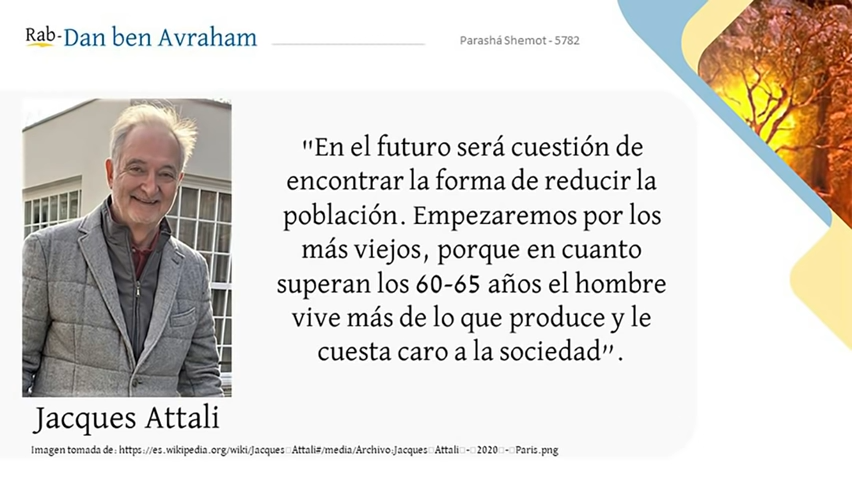 Rab-Dan ben Avraham
Parashá Shemot - 5782
"En el futuro será cuestión de
encontrar la forma de reducir la
población. Empezaremos por los
más viejos, porque en cuanto
superan los 60-65 años el hombre
vive más de lo que produce y le
cuesta caro a la sociedad".
Jacques Attali
Imagen tomada de: https://es.wikipedia.org/wiki/Jacques□Attali#/media/Archivo:Jacques□Attali□-□2020□-□Paris.png